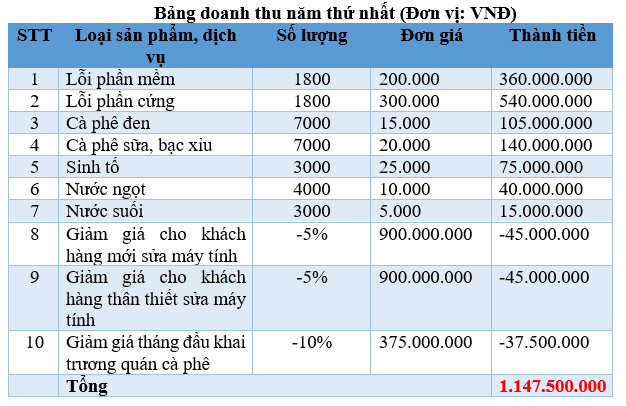 Bảng doanh thu năm thứ nhất (Đơn vị: VNĐ)
STT Loại sản phẩm, dịch vụ Số lượng Đơn giá Thành tiền
1 Lỗi phần mềm 1800 200.000 360.000.000
2 Lỗi phần cứng 1800 300.000 540.000.000
3 Cà phê đen 7000 15.000 105.000.000
4 Cà phê sữa, bạc xỉu 7000 20.000 140.000.000
5 Sinh tố 3000 25.000 75.000.000
6 Nước ngọt 4000 10.000 40.000.000
7 Nước suối 3000 5.000 15.000.000
8 Giảm giá cho khách hàng mới sửa máy tính -5% 900.000.000 -45.000.000
9 Giảm giá cho khách hàng thân thiết sửa máy tính -5% 900.000.000 -45.000.000
10 Giảm giá tháng đầu khai trương quán cà phê -10% 375.000.000 -37.500.000
Tổng 1.147.500.000